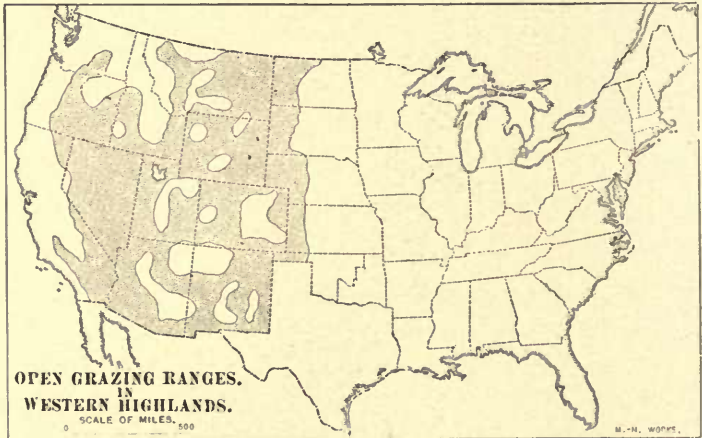 OPEN GRAZING RANGES.
IN
WESTERN HIGHLANDS.
SCALE OF MILES.
0 500
M.-N. WORKS.